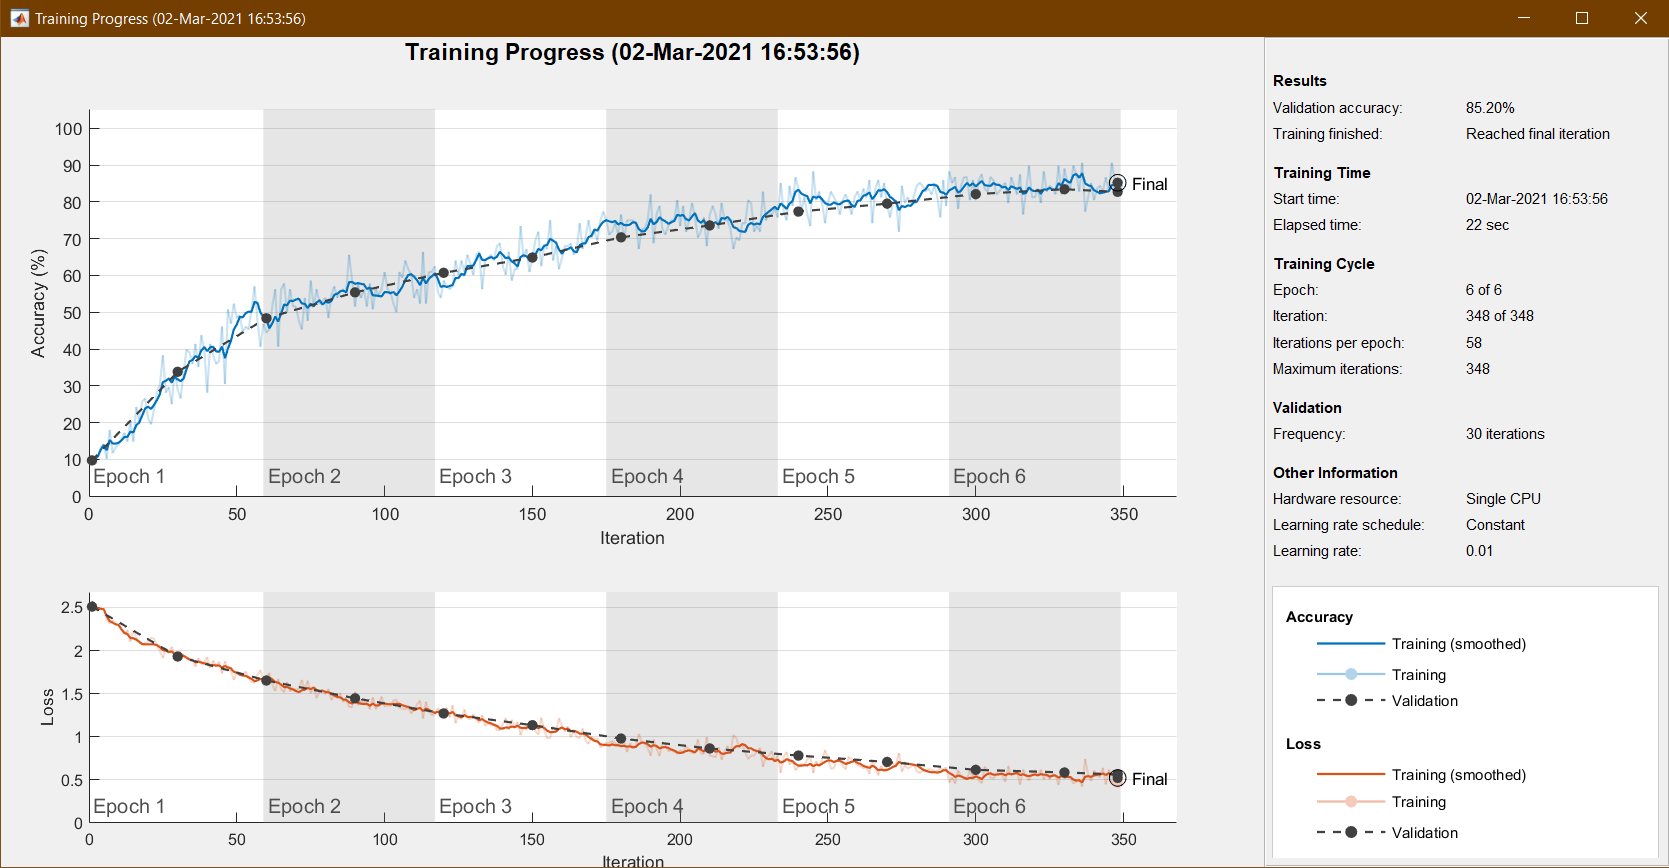 Training Progress (02-Mar-2021 16:53:56)
Training Progress (02-Mar-2021 16:53:56)
Accuracy (%)
100
90
80
70
60
50
40
30
20
10
0
Final
Epoch 1
Epoch 2
Epoch 3
Epoch 4
Epoch 5
Epoch 6
0 50 100 150 200 250 300 350
Iteration
Loss
2.5
2
1.5
1
0.5
0
Final
Epoch 1
Epoch 2
Epoch 3
Epoch 4
Epoch 5
Epoch 6
0 50 100 150 200 250 300 350
Iteration
Results
Validation accuracy: 85.20%
Training finished: Reached final iteration
Training Time
Start time: 02-Mar-2021 16:53:56
Elapsed time: 22 sec
Training Cycle
Epoch: 6 of 6
Iteration: 348 of 348
Iterations per epoch: 58
Maximum iterations: 348
Validation
Frequency: 30 iterations
Other Information
Hardware resource: Single CPU
Learning rate schedule: Constant
Learning rate: 0.01
Accuracy
Training (smoothed)
Training
Validation
Loss
Training (smoothed)
Training
Validation